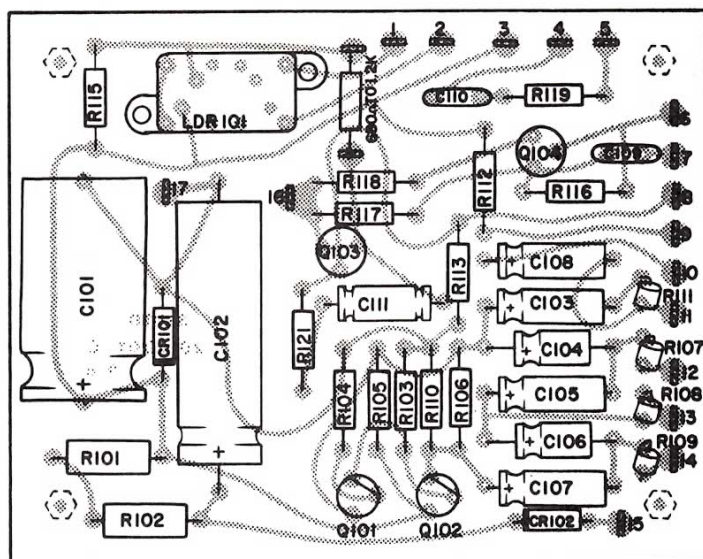 1 2 3 4 5
R115
LDR101
680Ω TO 1.2K
C110
R119
6
Q104
C109
7
R118
R112
17
16
R116
8
R117
Q103
9
R113
C108
10
C101
C111
C103
R111
11
CR101
C102
R121
C104
R107
12
R104
R105
R103
R110
R106
C105
R108
13
C106
R109
14
R101
C107
R102
Q101
Q102
CR102
15
+
+
+
+
+
+
+
+